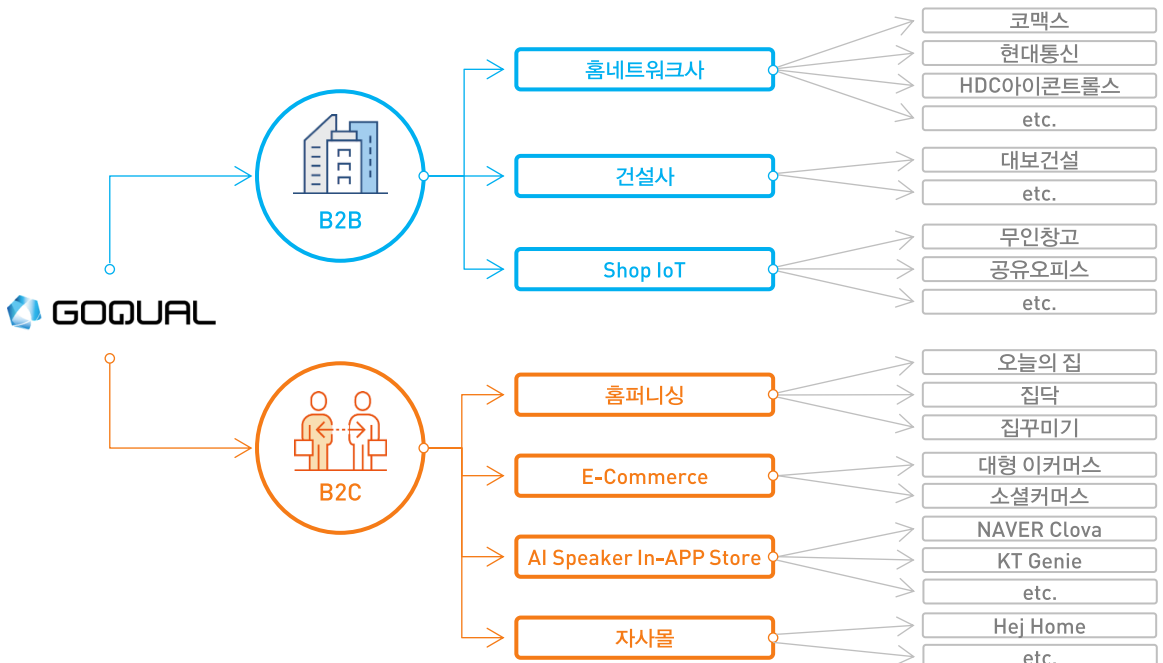 GOQUAL
B2B
홈네트워크사
코맥스
현대통신
HDC아이콘트롤스
etc.
건설사
대보건설
etc.
Shop IoT
무인창고
공유오피스
etc.
B2C
홈퍼니싱
오늘의 집
집닥
집꾸미기
E-Commerce
대형 이커머스
소셜커머스
AI Speaker In-APP Store
NAVER Clova
KT Genie
etc.
자사몰
Hej Home
etc.